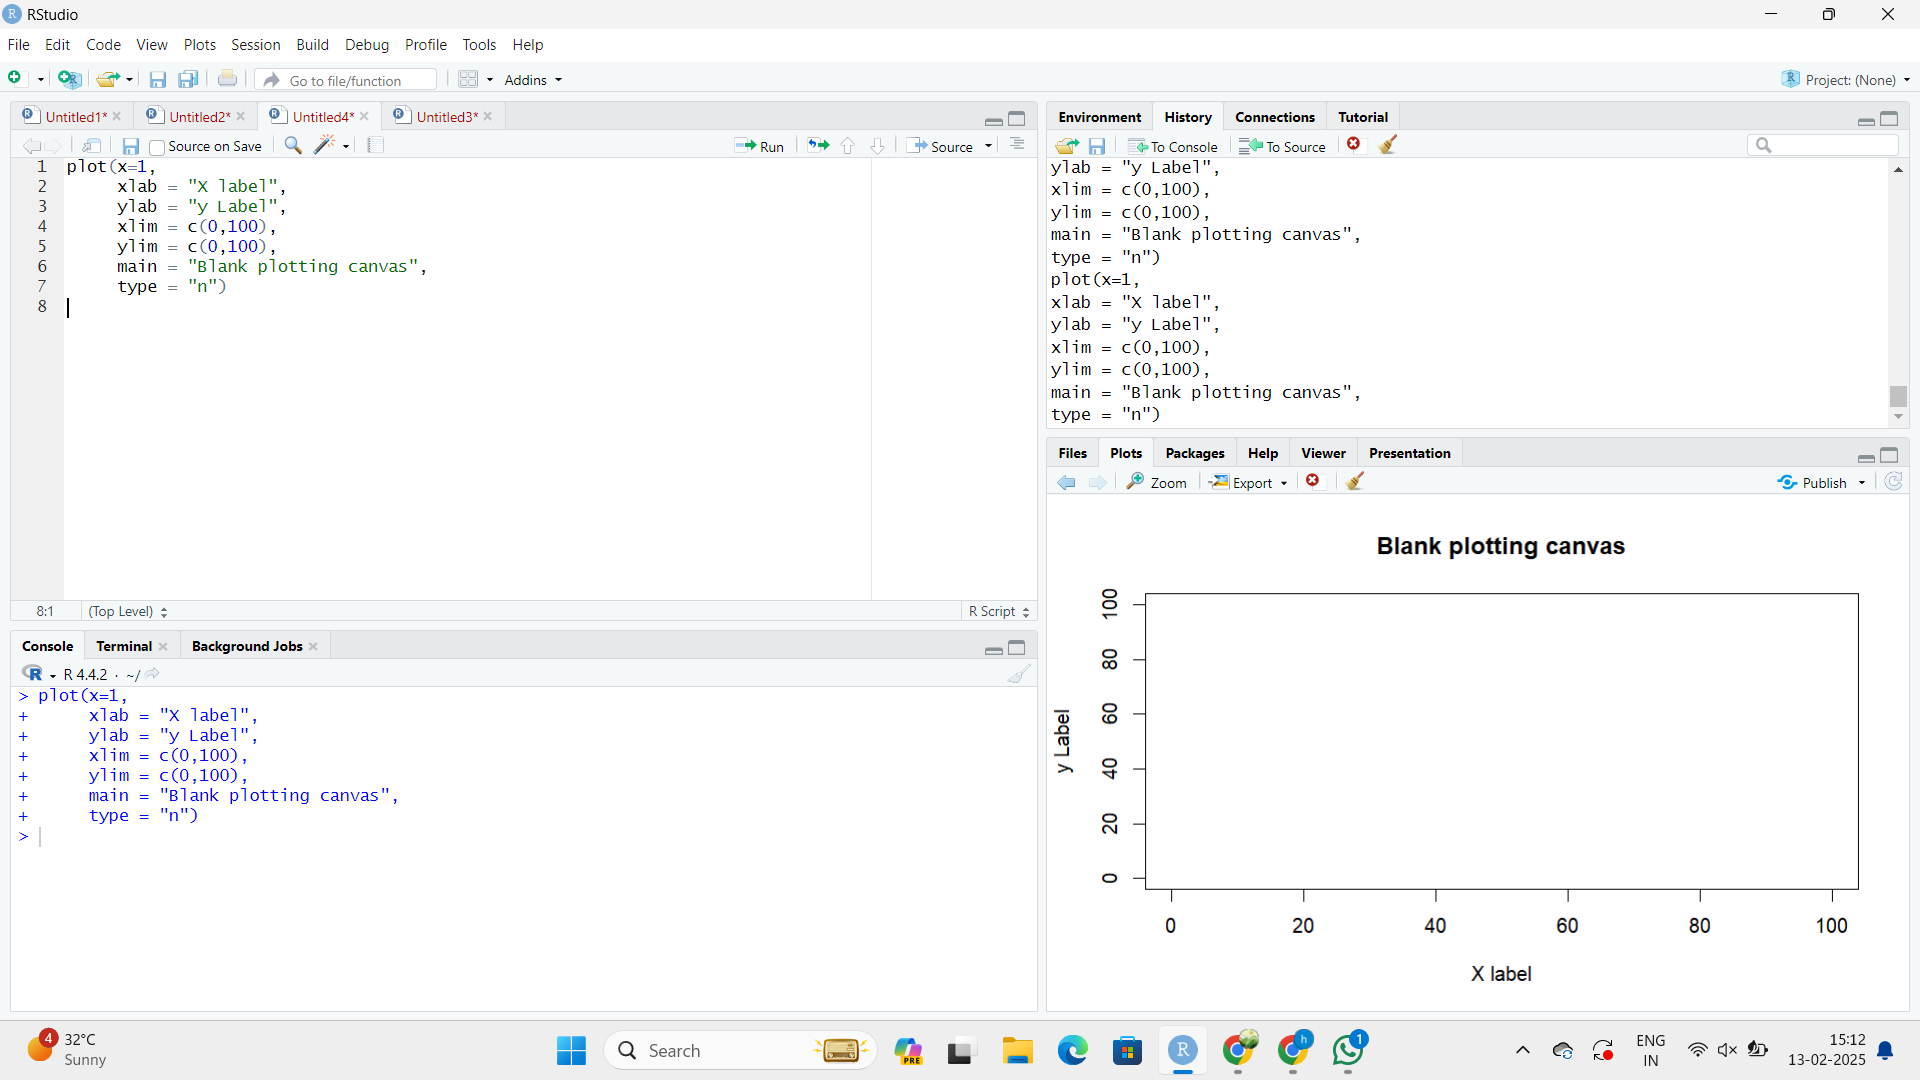 RStudio
File Edit Code View Plots Session Build Debug Profile Tools Help
Go to file/function Addins Project: (None)
Untitled1* Untitled2* Untitled4* Untitled3*
Source on Save Run Source
1 plot(x=1,
2 xlab = "X label",
3 ylab = "y Label",
4 xlim = c(0,100),
5 ylim = c(0,100),
6 main = "Blank plotting canvas",
7 type = "n")
8
8:1 (Top Level) R Script
Console Terminal Background Jobs
R R 4.4.2 · ~/
> plot(x=1,
+ xlab = "X label",
+ ylab = "y Label",
+ xlim = c(0,100),
+ ylim = c(0,100),
+ main = "Blank plotting canvas",
+ type = "n")
>
Environment History Connections Tutorial
To Console To Source
ylab = "y Label",
xlim = c(0,100),
ylim = c(0,100),
main = "Blank plotting canvas",
type = "n")
plot(x=1,
xlab = "X label",
ylab = "y Label",
xlim = c(0,100),
ylim = c(0,100),
main = "Blank plotting canvas",
type = "n")
Files Plots Packages Help Viewer Presentation
Zoom Export Publish
Blank plotting canvas
100
80
60
40
20
0
y Label
0 20 40 60 80 100
X label
4 32°C
Sunny
Search
PRE
R
h
1
ENG
IN
15:12
13-02-2025